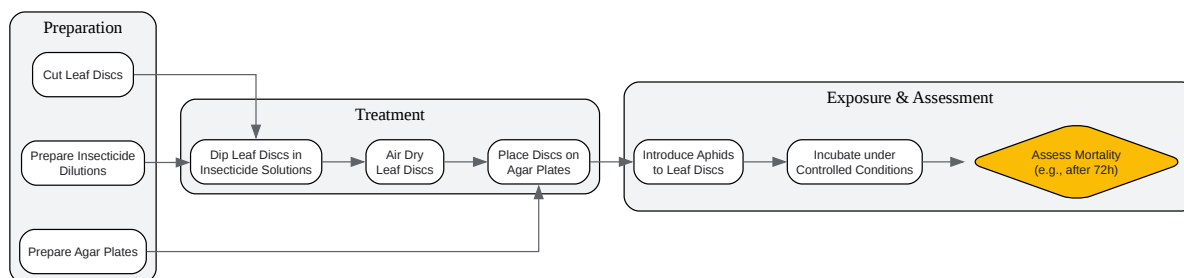 Preparation
Cut Leaf Discs
Prepare Insecticide
Dilutions
Prepare Agar Plates
Treatment
Dip Leaf Discs in
Insecticide Solutions
Air Dry
Leaf Discs
Place Discs on
Agar Plates
Exposure & Assessment
Introduce Aphids
to Leaf Discs
Incubate under
Controlled Conditions
Assess Mortality
(e.g., after 72h)